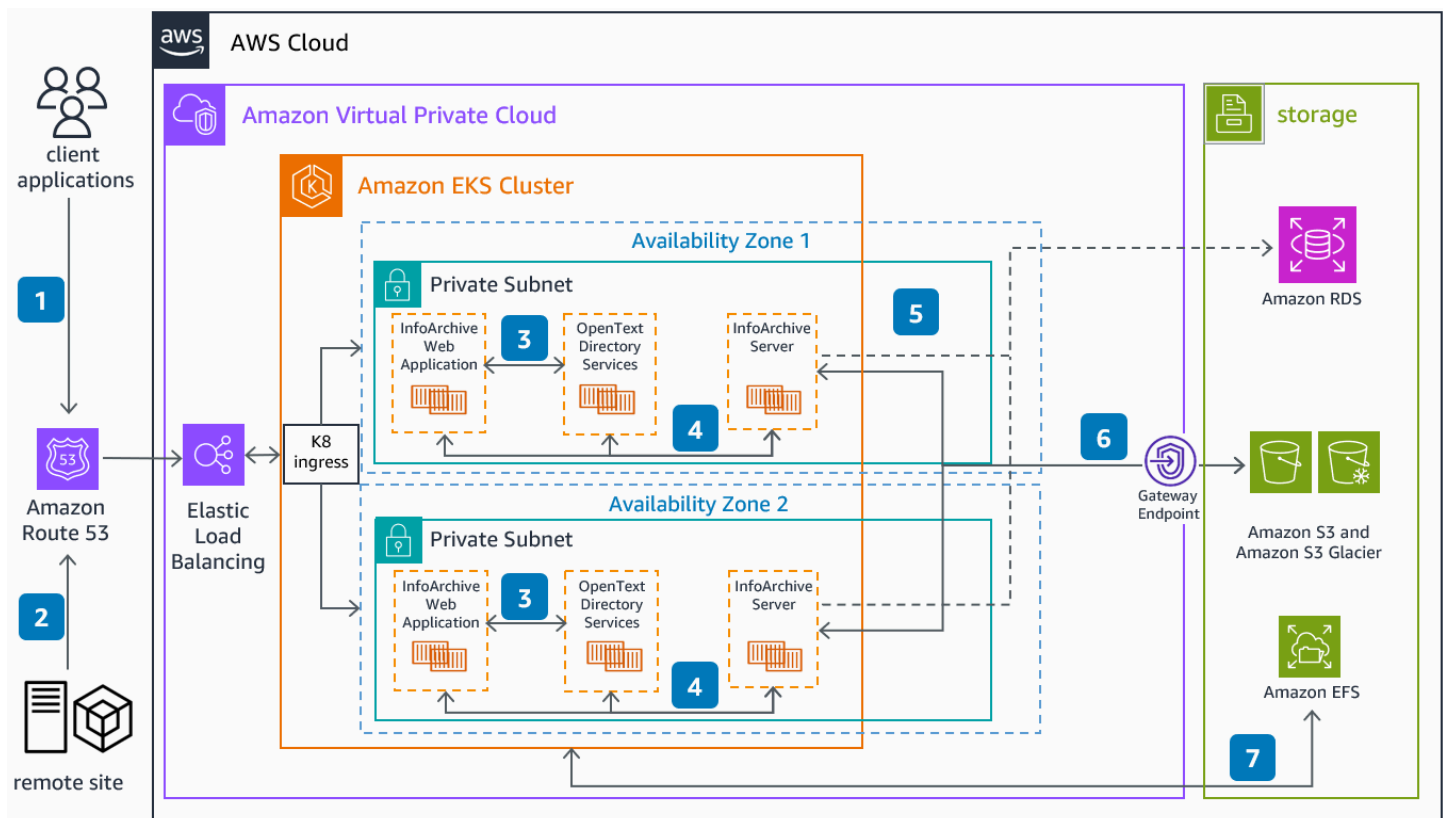 aws
AWS Cloud
client
applications
1
Amazon Virtual Private Cloud
storage
Amazon EKS Cluster
K
Availability Zone 1
Private Subnet
InfoArchive
Web
Application
3
OpenText
Directory
Services
InfoArchive
Server
5
4
Amazon RDS
53
Amazon
Route 53
Elastic
Load
Balancing
K8
ingress
6
Gateway
Endpoint
Amazon S3 and
Amazon S3 Glacier
Availability Zone 2
Private Subnet
InfoArchive
Web
Application
3
OpenText
Directory
Services
InfoArchive
Server
4
2
remote site
Amazon EFS
7